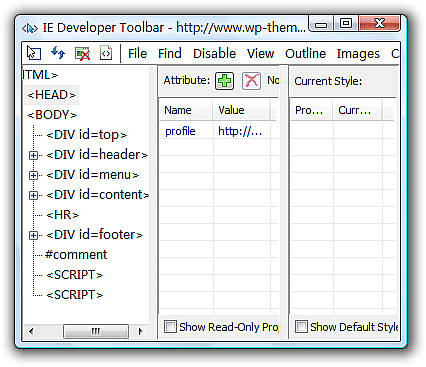 IE Developer Toolbar - http://www.wp-them...
File Find Disable View Outline Images C
TML>
<HEAD>
<BODY>
<DIV id=top>
<DIV id=header>
<DIV id=menu>
<DIV id=content>
<HR>
<DIV id=footer>
#comment
<SCRIPT>
<SCRIPT>
Attribute: No
Name Value
profile http://...
Show Read-Only Prop
Current Style:
Pro... Curr...
Show Default Style